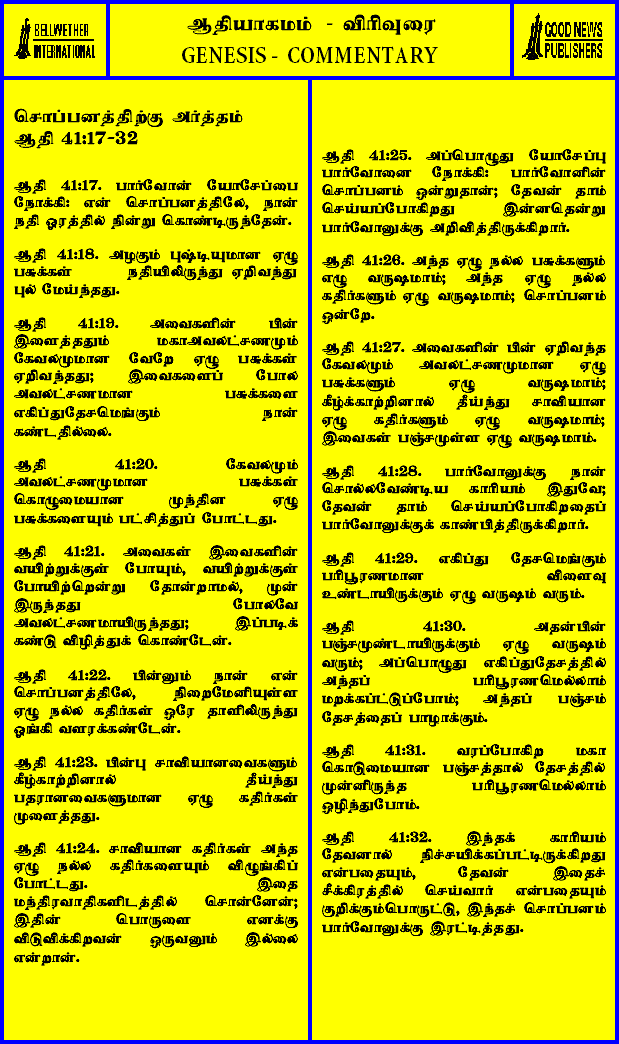 BELLWETHER
INTERNATIONAL
ஆதியாகமம் - விரிவுரை
GENESIS - COMMENTARY
GOOD NEWS
PUBLISHERS
சொப்பனத்திற்கு அர்த்தம்
ஆதி 41:17-32
ஆதி 41:17. பார்வோன் யோசேப்பை
நோக்கி: என் சொப்பனத்திலே, நான்
நதி ஓரத்தில் நின்று கொண்டிருந்தேன்.
ஆதி 41:18. அழகும் புஷ்டியுமான ஏழு
பசுக்கள் நதியிலிருந்து ஏறிவந்து
புல் மேய்ந்தது.
ஆதி 41:19. அவைகளின் பின்
இளைத்ததும் மகாஅவலட்சணமும்
கேவலமுமான வேறே ஏழு பசுக்கள்
ஏறிவந்தது; இவைகளைப் போல
அவலட்சணமான பசுக்களை
எகிப்துதேசமெங்கும் நான்
கண்டதில்லை.
ஆதி 41:20. கேவலமும்
அவலட்சணமுமான பசுக்கள்
கொழுமையான முந்தின ஏழு
பசுக்களையும் பட்சித்துப் போட்டது.
ஆதி 41:21. அவைகள் இவைகளின்
வயிற்றுக்குள் போயும், வயிற்றுக்குள்
போயிற்றென்று தோன்றாமல், முன்
இருந்தது போலவே
அவலட்சணமாயிருந்தது; இப்படிக்
கண்டு விழித்துக் கொண்டேன்.
ஆதி 41:22. பின்னும் நான் என்
சொப்பனத்திலே, நிறைமேனியுள்ள
ஏழு நல்ல கதிர்கள் ஒரே தாளிலிருந்து
ஓங்கி வளரக்கண்டேன்.
ஆதி 41:23. பின்பு சாவியானவைகளும்
கீழ்காற்றினால் தீய்ந்து
பதரானவைகளுமான ஏழு கதிர்கள்
முளைத்தது.
ஆதி 41:24. சாவியான கதிர்கள் அந்த
ஏழு நல்ல கதிர்களையும் விழுங்கிப்
போட்டது. இதை
மந்திரவாதிகளிடத்தில் சொன்னேன்;
இதின் பொருளை எனக்கு
விடுவிக்கிறவன் ஒருவனும் இல்லை
என்றான்.
ஆதி 41:25. அப்பொழுது யோசேப்பு
பார்வோனை நோக்கி: பார்வோனின்
சொப்பனம் ஒன்றுதான்; தேவன் தாம்
செய்யப்போகிறது இன்னதென்று
பார்வோனுக்கு அறிவித்திருக்கிறார்.
ஆதி 41:26. அந்த ஏழு நல்ல பசுக்களும்
எழு வருஷமாம்; அந்த ஏழு நல்ல
கதிர்களும் ஏழு வருஷமாம்; சொப்பனம்
ஒன்றே.
ஆதி 41:27. அவைகளின் பின் ஏறிவந்த
கேவலமும் அவலட்சணமுமான ஏழு
பசுக்களும் ஏழு வருஷமாம்;
கீழ்க்காற்றினால் தீய்ந்து சாவியான
ஏழு கதிர்களும் ஏழு வருஷமாம்;
இவைகள் பஞ்சமுள்ள ஏழு வருஷமாம்.
ஆதி 41:28. பார்வோனுக்கு நான்
சொல்லவேண்டிய காரியம் இதுவே;
தேவன் தாம் செய்யப்போகிறதைப்
பார்வோனுக்குக் காண்பித்திருக்கிறார்.
ஆதி 41:29. எகிப்து தேசமெங்கும்
பரிபூரணமான விளைவு
உண்டாயிருக்கும் ஏழு வருஷம் வரும்.
ஆதி 41:30. அதன்பின்
பஞ்சமுண்டாயிருக்கும் ஏழு வருஷம்
வரும்; அப்பொழுது எகிப்துதேசத்தில்
அந்தப் பரிபூரணமெல்லாம்
மறக்கப்பட்டுப்போம்; அந்தப் பஞ்சம்
தேசத்தைப் பாழாக்கும்.
ஆதி 41:31. வரப்போகிற மகா
கொடுமையான பஞ்சத்தால் தேசத்தில்
முன்னிருந்த பரிபூரணமெல்லாம்
ஒழிந்துபோம்.
ஆதி 41:32. இந்தக் காரியம்
தேவனால் நிச்சயிக்கப்பட்டிருக்கிறது
என்பதையும், தேவன் இதைச்
சீக்கிரத்தில் செய்வார் என்பதையும்
குறிக்கும்பொருட்டு, இந்தச் சொப்பனம்
பார்வோனுக்கு இரட்டித்தது.